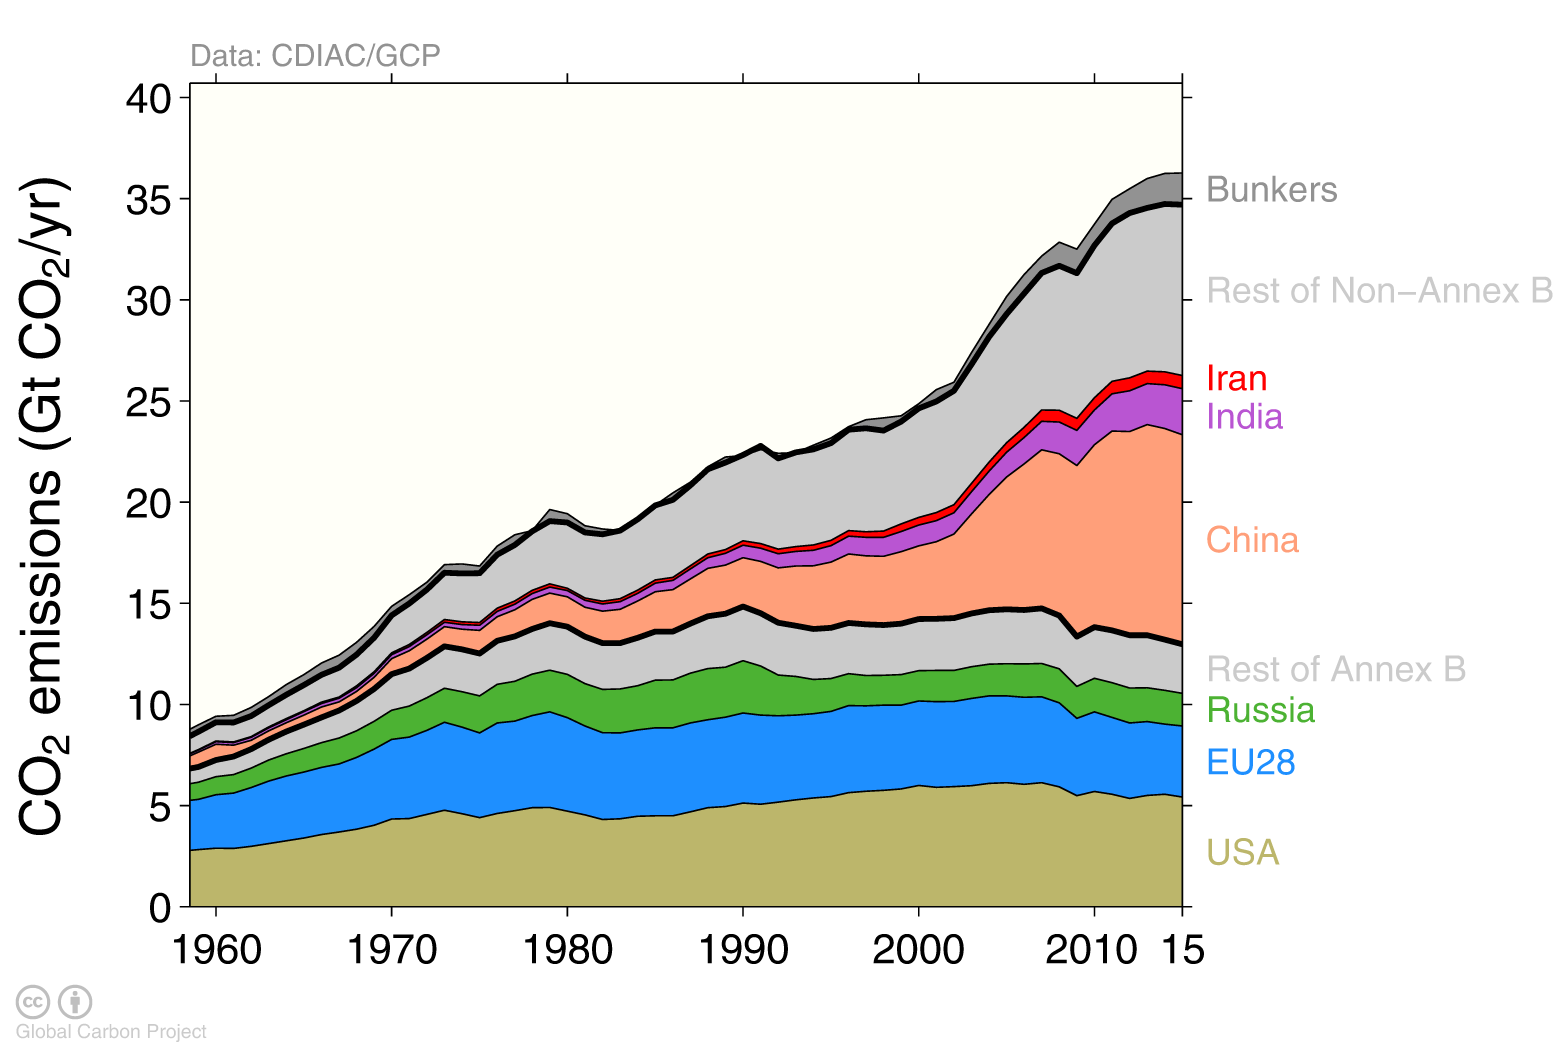 Data: CDIAC/GCP
CO₂ emissions (Gt CO₂/yr)
40
35
30
25
20
15
10
5
0
1960 1970 1980 1990 2000 2010 15
Bunkers
Rest of Non−Annex B
Iran
India
China
Rest of Annex B
Russia
EU28
USA
cc
Global Carbon Project